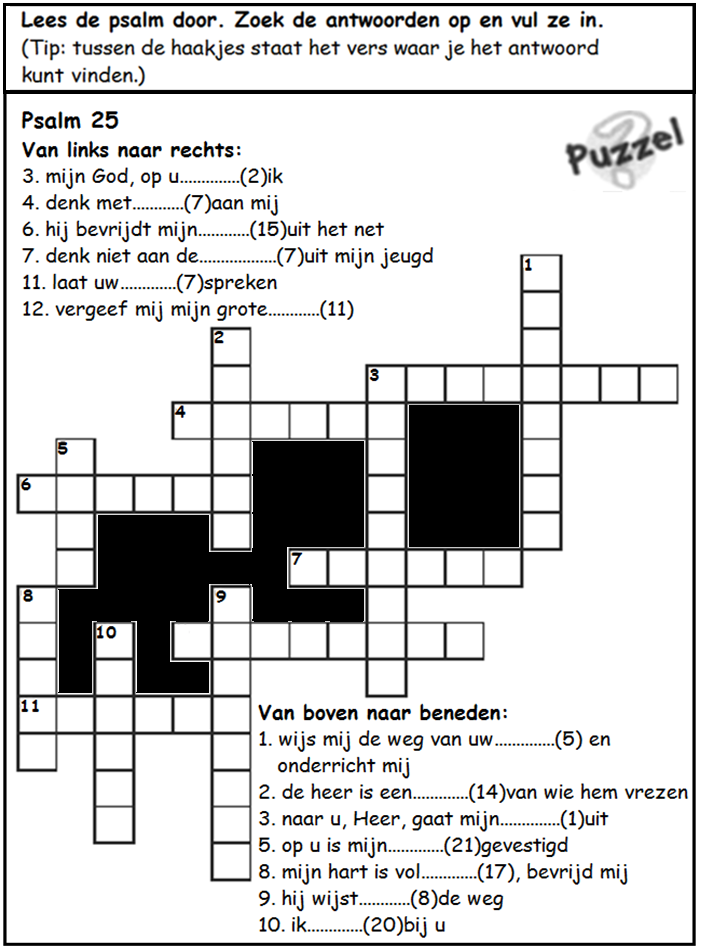 Lees de psalm door. Zoek de antwoorden op en vul ze in.
(Tip: tussen de haakjes staat het vers waar je het antwoord
kunt vinden.)
Psalm 25
Puzzel
?
Van links naar rechts:
3. mijn God, op u..............(2)ik
4. denk met............(7)aan mij
6. hij bevrijdt mijn............(15)uit het net
7. denk niet aan de..................(7)uit mijn jeugd
11. laat uw.............(7)spreken
12. vergeef mij mijn grote............(11)
1
2
3
4
5
6
7
8
9
10
11
Van boven naar beneden:
1. wijs mij de weg van uw..............(5) en
onderricht mij
2. de heer is een.............(14)van wie hem vrezen
3. naar u, Heer, gaat mijn..............(1)uit
5. op u is mijn.............(21)gevestigd
8. mijn hart is vol.............(17), bevrijd mij
9. hij wijst............(8)de weg
10. ik.............(20)bij u